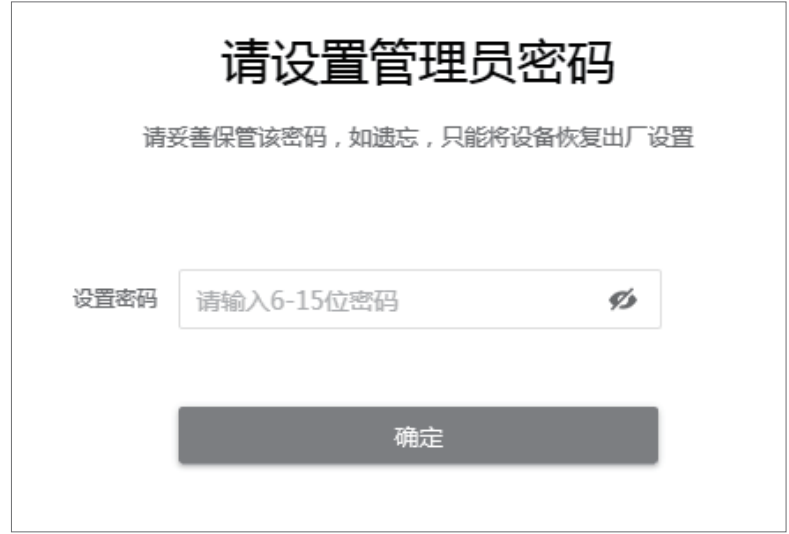 请设置管理员密码
请妥善保管该密码，如遗忘，只能将设备恢复出厂设置
设置密码 请输入6-15位密码
确定